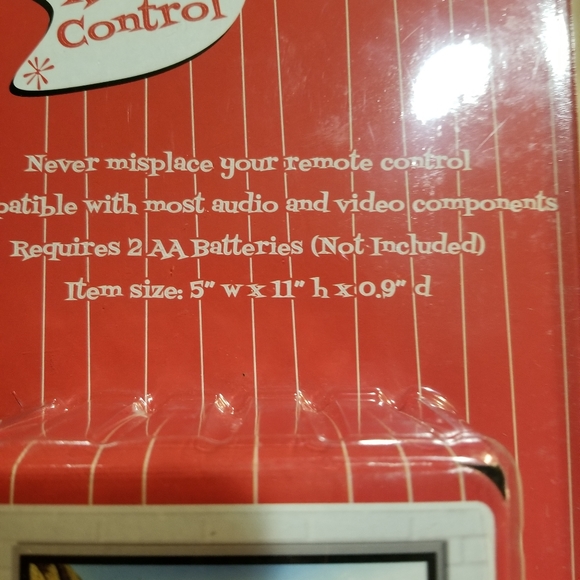 Control
Never misplace your remote control
patible with most audio and video components
Requires 2 AA Batteries (Not Included)
Item size: 5" w x 11" h x 0.9" d